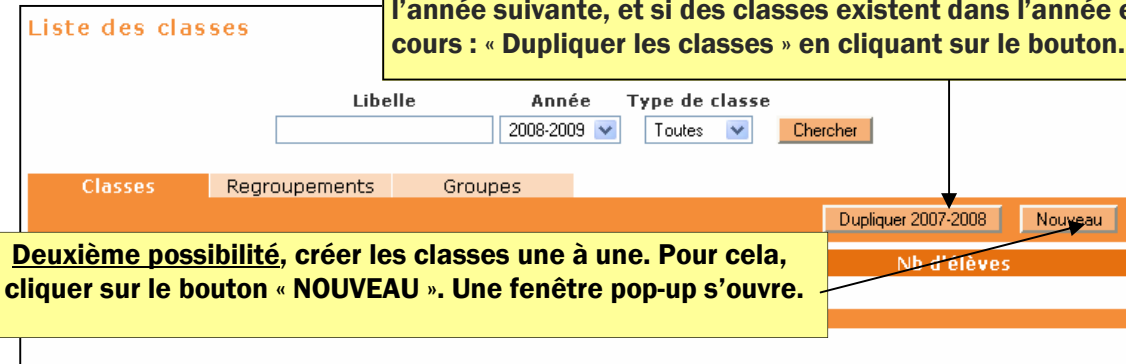 l’année suivante, et si des classes existent dans l’année
cours : « Dupliquer les classes » en cliquant sur le bouton.
Liste des classes
Libelle Année Type de classe
2008-2009 Toutes Chercher
Classes Regroupements Groupes
Dupliquer 2007-2008 Nouveau
Nb d'élèves
Deuxième possibilité, créer les classes une à une. Pour cela,
cliquer sur le bouton « NOUVEAU ». Une fenêtre pop-up s’ouvre.